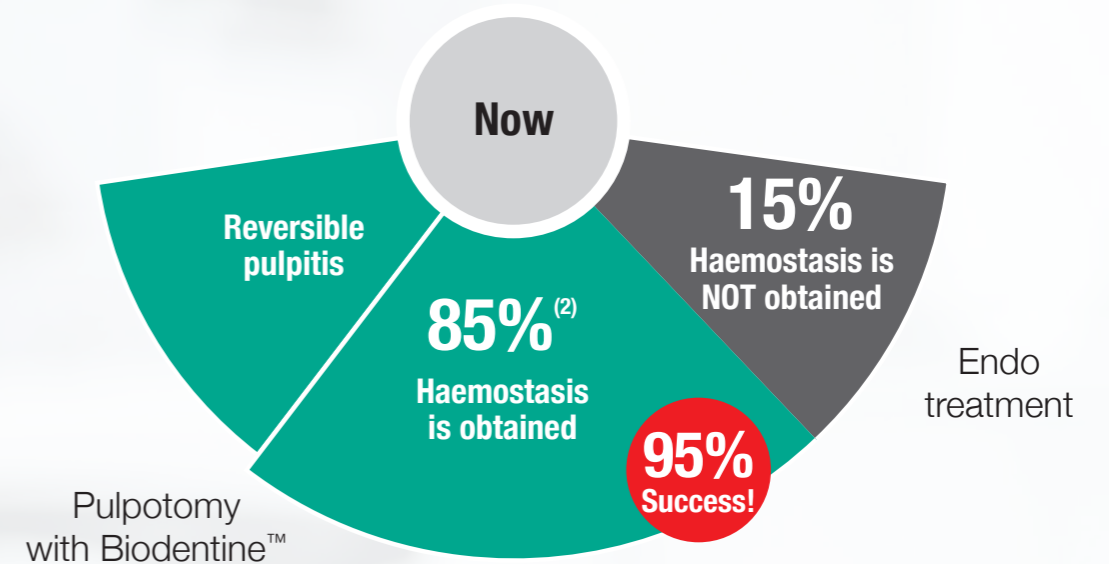 Now
Reversible
pulpitis
85%(2)
Haemostasis
is obtained
15%
Haemostasis is
NOT obtained
95%
Success!
Endo
treatment
Pulpotomy
with Biodentine™